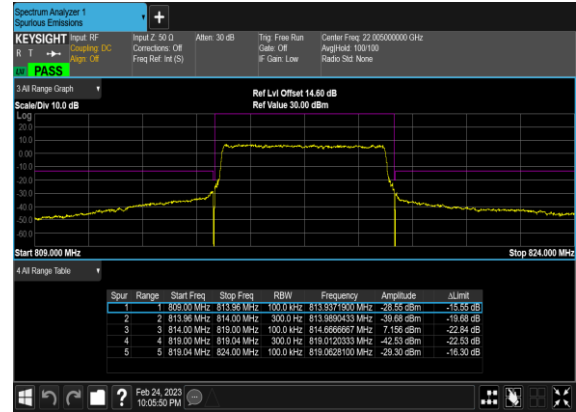 Spectrum Analyzer 1
Spurious Emissions
KEYSIGHT Input: RF Input Z: 50 Ω Atten: 30 dB Trig: Free Run Center Freq: 22.005000000 GHz
R T Coupling: DC Corrections: Off Gate: Off Avg|Hold: 100/100
Align: Off Freq Ref: Int (S) IF Gain: Low Radio Std: None
PASS
3 All Range Graph
Ref Lvl Offset 14.60 dB
Scale/Div 10.0 dB Ref Value 30.00 dBm
Log
20.0
10.0
0.00
-10.0
-20.0
-30.0
-40.0
-50.0
-60.0
Start 809.000 MHz Stop 824.000 MHz
4 All Range Table
Spur Range Start Freq Stop Freq RBW Frequency Amplitude ΔLimit
1 1 809.00 MHz 813.96 MHz 100.0 kHz 813.9371900 MHz -28.55 dBm -15.55 dB
2 2 813.96 MHz 814.00 MHz 300.0 Hz 813.9890433 MHz -39.68 dBm -19.68 dB
3 3 814.00 MHz 819.00 MHz 100.0 kHz 814.6666667 MHz 7.156 dBm -22.84 dB
4 4 819.00 MHz 819.04 MHz 300.0 Hz 819.0120333 MHz -42.53 dBm -22.53 dB
5 5 819.04 MHz 824.00 MHz 100.0 kHz 819.0628100 MHz -29.30 dBm -16.30 dB
Feb 24, 2023
10:05:50 PM